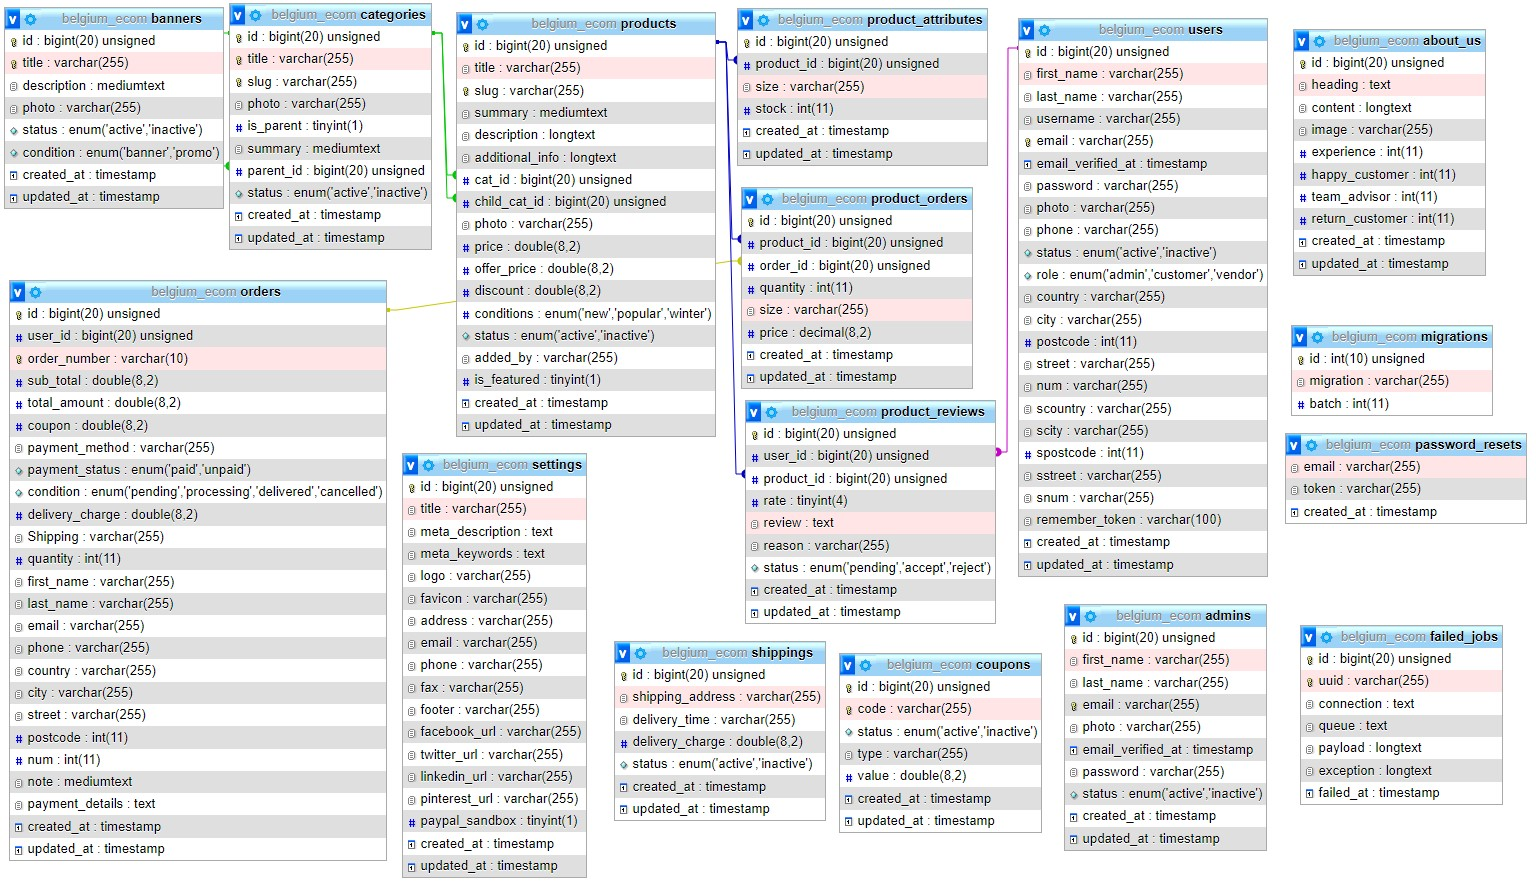 belgium_ecom banners
id : bigint(20) unsigned
title : varchar(255)
description : mediumtext
photo : varchar(255)
status : enum('active','inactive')
condition : enum('banner','promo')
created_at : timestamp
updated_at : timestamp
belgium_ecom categories
id : bigint(20) unsigned
title : varchar(255)
slug : varchar(255)
photo : varchar(255)
is_parent : tinyint(1)
summary : mediumtext
parent_id : bigint(20) unsigned
status : enum('active','inactive')
created_at : timestamp
updated_at : timestamp
belgium_ecom products
id : bigint(20) unsigned
title : varchar(255)
slug : varchar(255)
summary : mediumtext
description : longtext
additional_info : longtext
cat_id : bigint(20) unsigned
child_cat_id : bigint(20) unsigned
photo : varchar(255)
price : double(8,2)
offer_price : double(8,2)
discount : double(8,2)
conditions : enum('new','popular','winter')
status : enum('active','inactive')
added_by : varchar(255)
is_featured : tinyint(1)
created_at : timestamp
updated_at : timestamp
belgium_ecom product_attributes
id : bigint(20) unsigned
product_id : bigint(20) unsigned
size : varchar(255)
stock : int(11)
created_at : timestamp
updated_at : timestamp
belgium_ecom product_orders
id : bigint(20) unsigned
product_id : bigint(20) unsigned
order_id : bigint(20) unsigned
quantity : int(11)
size : varchar(255)
price : decimal(8,2)
created_at : timestamp
updated_at : timestamp
belgium_ecom product_reviews
id : bigint(20) unsigned
user_id : bigint(20) unsigned
product_id : bigint(20) unsigned
rate : tinyint(4)
review : text
reason : varchar(255)
status : enum('pending','accept','reject')
created_at : timestamp
updated_at : timestamp
belgium_ecom users
id : bigint(20) unsigned
first_name : varchar(255)
last_name : varchar(255)
username : varchar(255)
email : varchar(255)
email_verified_at : timestamp
password : varchar(255)
photo : varchar(255)
phone : varchar(255)
status : enum('active','inactive')
role : enum('admin','customer','vendor')
country : varchar(255)
city : varchar(255)
postcode : int(11)
street : varchar(255)
num : varchar(255)
scountry : varchar(255)
scity : varchar(255)
spostcode : int(11)
sstreet : varchar(255)
snum : varchar(255)
remember_token : varchar(100)
created_at : timestamp
updated_at : timestamp
belgium_ecom about_us
id : bigint(20) unsigned
heading : text
content : longtext
image : varchar(255)
experience : int(11)
happy_customer : int(11)
team_advisor : int(11)
return_customer : int(11)
created_at : timestamp
updated_at : timestamp
belgium_ecom migrations
id : int(10) unsigned
migration : varchar(255)
batch : int(11)
belgium_ecom password_resets
email : varchar(255)
token : varchar(255)
created_at : timestamp
belgium_ecom orders
id : bigint(20) unsigned
user_id : bigint(20) unsigned
order_number : varchar(10)
sub_total : double(8,2)
total_amount : double(8,2)
coupon : double(8,2)
payment_method : varchar(255)
payment_status : enum('paid','unpaid')
condition : enum('pending','processing','delivered','cancelled')
delivery_charge : double(8,2)
Shipping : varchar(255)
quantity : int(11)
first_name : varchar(255)
last_name : varchar(255)
email : varchar(255)
phone : varchar(255)
country : varchar(255)
city : varchar(255)
street : varchar(255)
postcode : int(11)
num : int(11)
note : mediumtext
payment_details : text
created_at : timestamp
updated_at : timestamp
belgium_ecom settings
id : bigint(20) unsigned
title : varchar(255)
meta_description : text
meta_keywords : text
logo : varchar(255)
favicon : varchar(255)
address : varchar(255)
email : varchar(255)
phone : varchar(255)
fax : varchar(255)
footer : varchar(255)
facebook_url : varchar(255)
twitter_url : varchar(255)
linkedin_url : varchar(255)
pinterest_url : varchar(255)
paypal_sandbox : tinyint(1)
created_at : timestamp
updated_at : timestamp
belgium_ecom shippings
id : bigint(20) unsigned
shipping_address : varchar(255)
delivery_time : varchar(255)
delivery_charge : double(8,2)
status : enum('active','inactive')
created_at : timestamp
updated_at : timestamp
belgium_ecom coupons
id : bigint(20) unsigned
code : varchar(255)
status : enum('active','inactive')
type : varchar(255)
value : double(8,2)
created_at : timestamp
updated_at : timestamp
belgium_ecom admins
id : bigint(20) unsigned
first_name : varchar(255)
last_name : varchar(255)
email : varchar(255)
photo : varchar(255)
email_verified_at : timestamp
password : varchar(255)
status : enum('active','inactive')
created_at : timestamp
updated_at : timestamp
belgium_ecom failed_jobs
id : bigint(20) unsigned
uuid : varchar(255)
connection : text
queue : text
payload : longtext
exception : longtext
failed_at : timestamp